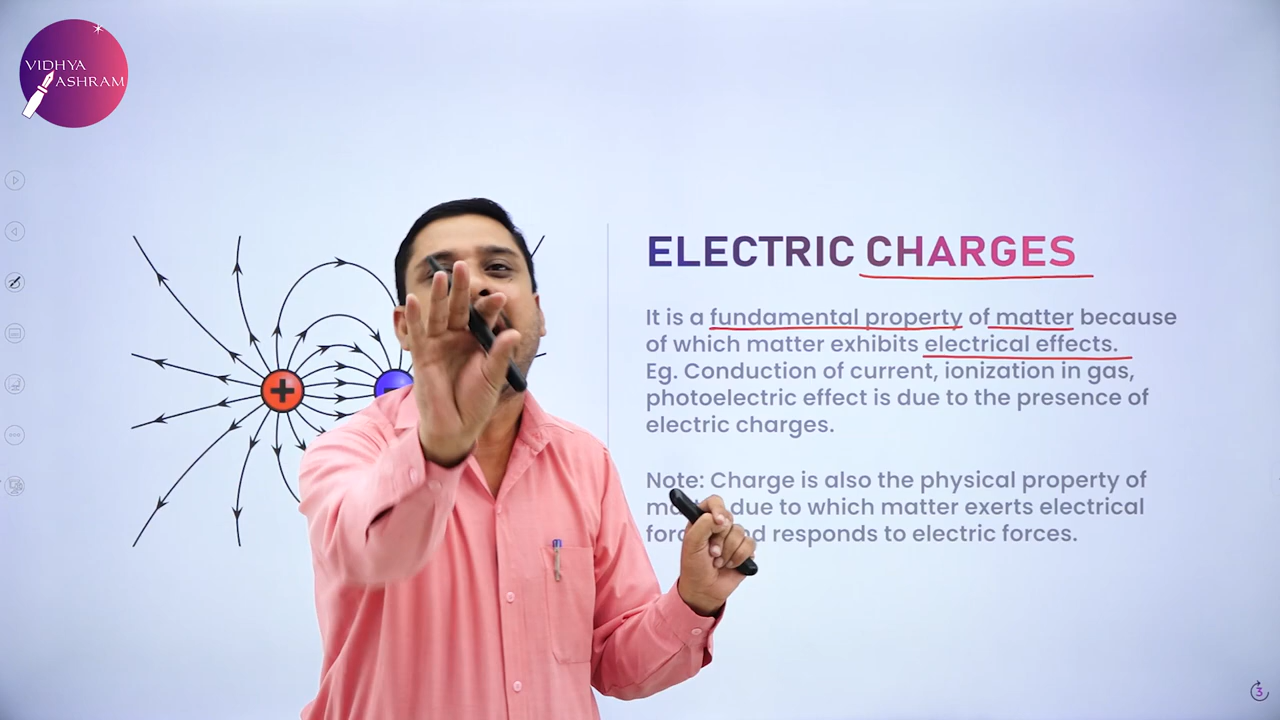 VIDHYA
ASHRAM
ELECTRIC CHARGES
It is a fundamental property of matter because
of which matter exhibits electrical effects.
Eg. Conduction of current, ionization in gas,
photoelectric effect is due to the presence of
electric charges.
Note: Charge is also the physical property of
due to which matter exerts electrical
responds to electric forces.
3